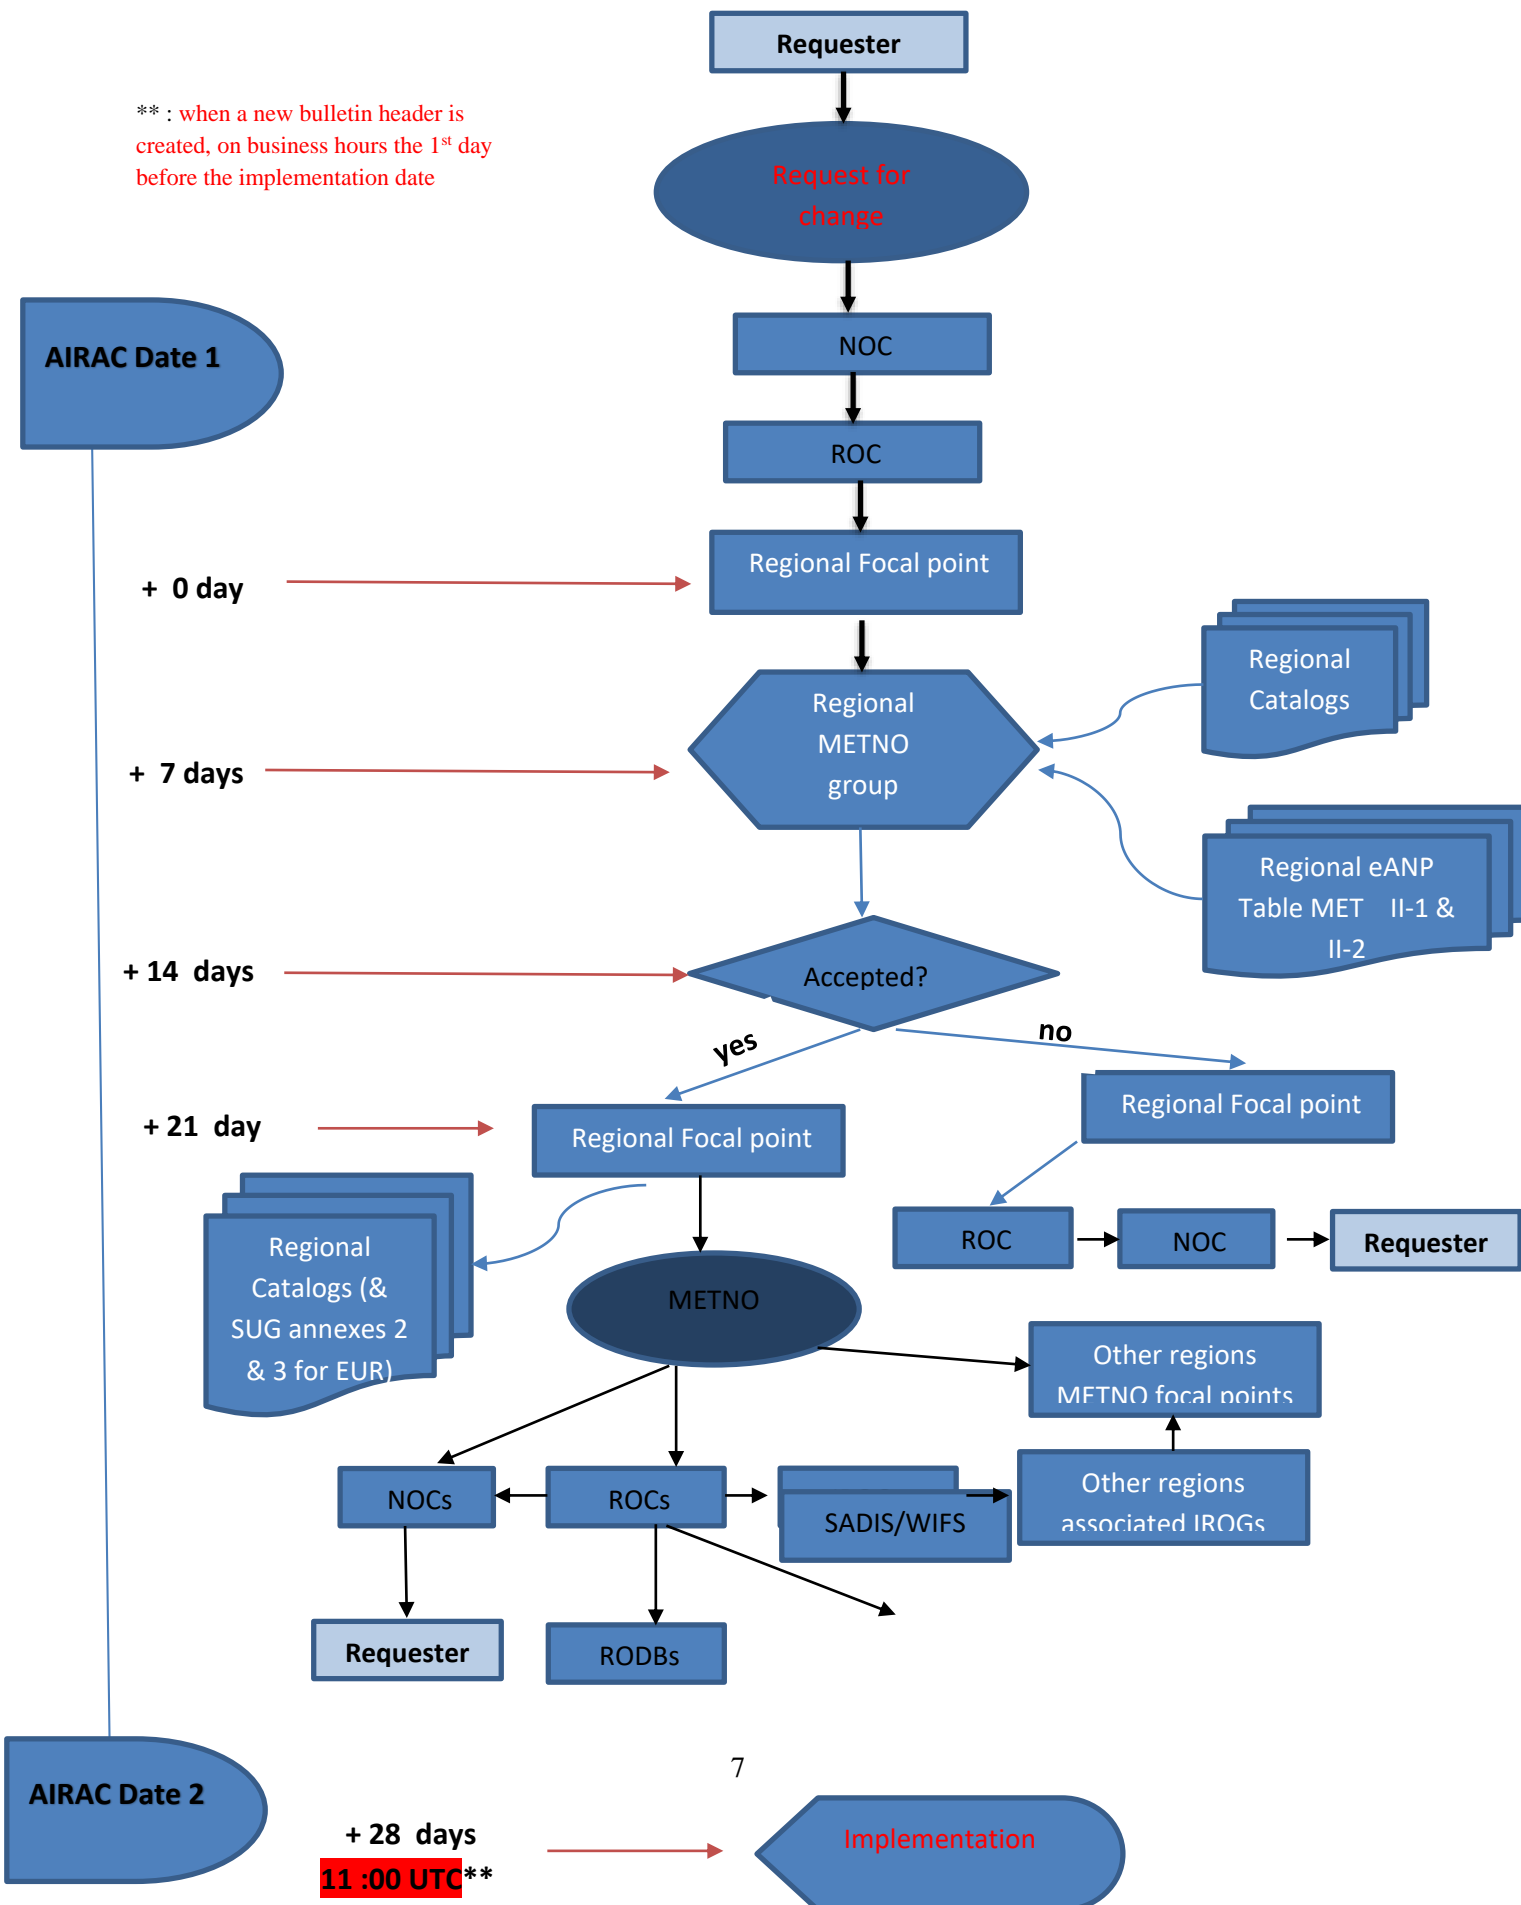 Requester
** : when a new bulletin header is
created, on business hours the 1st day
before the implementation date
Request for
change
NOC
AIRAC Date 1
ROC
Regional Focal point
+ 0 day
Regional
Catalogs
Regional
METNO
group
+ 7 days
Regional eANP
Table MET II-1 &
II-2
+ 14 days
Accepted?
yes
no
Regional Focal point
+ 21 day
Regional Focal point
ROC
NOC
Requester
Regional
Catalogs (&
SUG annexes 2
& 3 for EUR)
METNO
Other regions
METNO focal points
NOCs
ROCs
SADIS/WIFS
Other regions
associated IROGs
Requester
RODBs
7
AIRAC Date 2
+ 28 days
11 :00 UTC**
Implementation